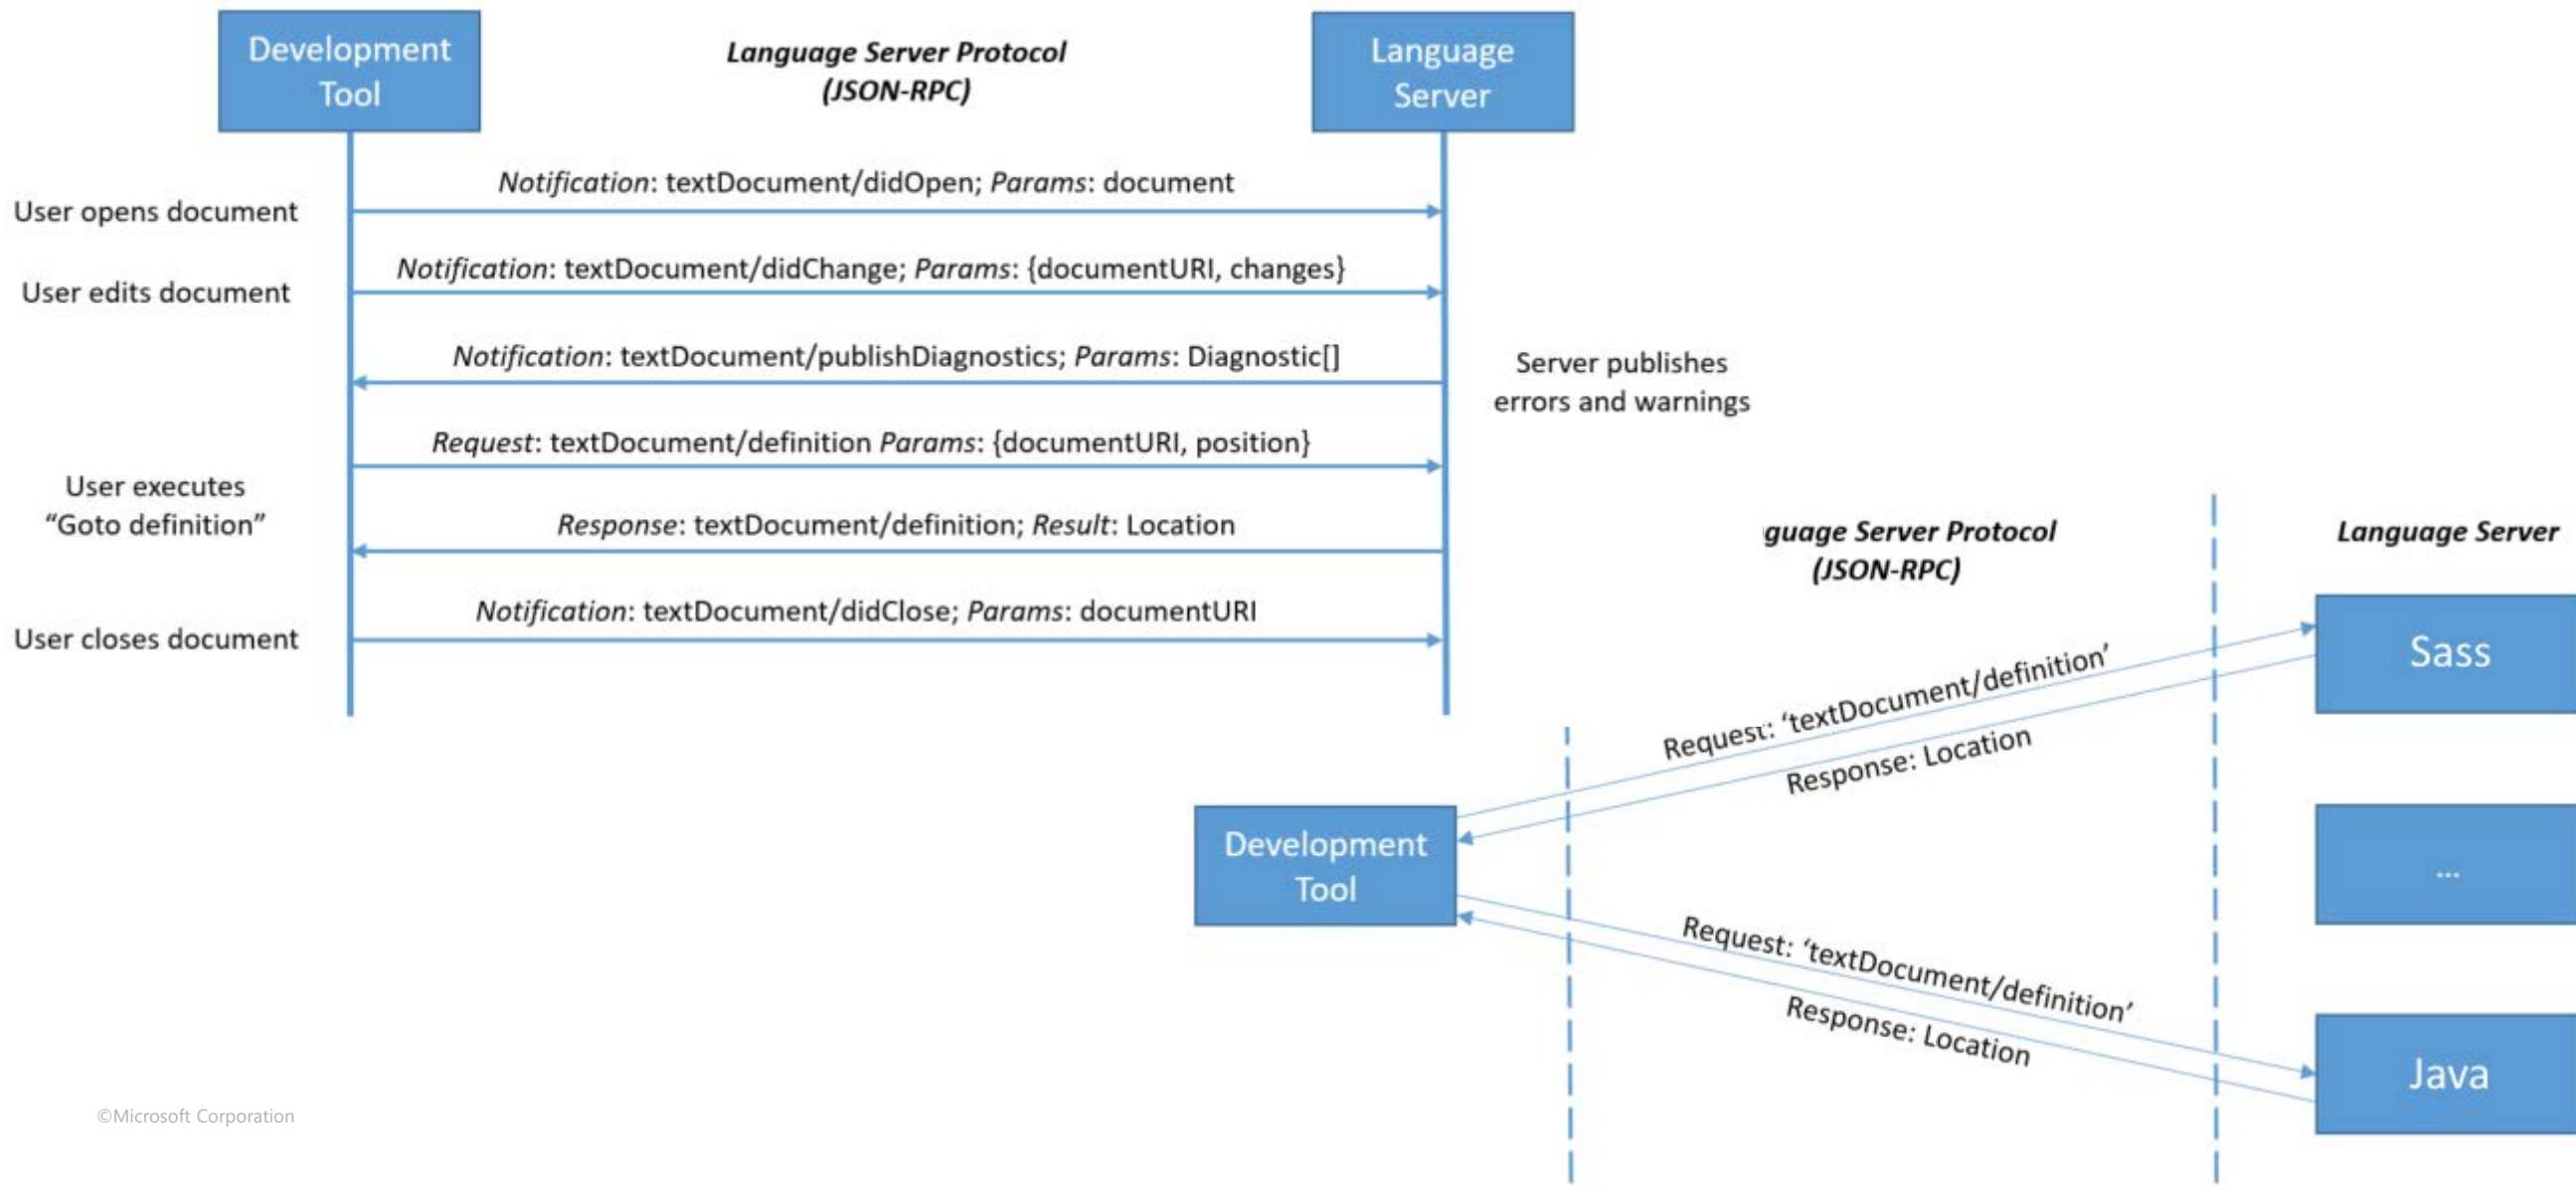 Development
Tool
Language Server Protocol
(JSON-RPC)
Language
Server
Notification: textDocument/didOpen; Params: document
User opens document
Notification: textDocument/didChange; Params: {documentURI, changes}
User edits document
Notification: textDocument/publishDiagnostics; Params: Diagnostic[]
Server publishes
errors and warnings
Request: textDocument/definition Params: {documentURI, position}
User executes
“Goto definition”
Response: textDocument/definition; Result: Location
Notification: textDocument/didClose; Params: documentURI
User closes document
guage Server Protocol
(JSON-RPC)
Language Server
Sass
Request: ‘textDocument/definition’
Response: Location
Development
Tool
...
Request: ‘textDocument/definition’
Response: Location
Java
©Microsoft Corporation